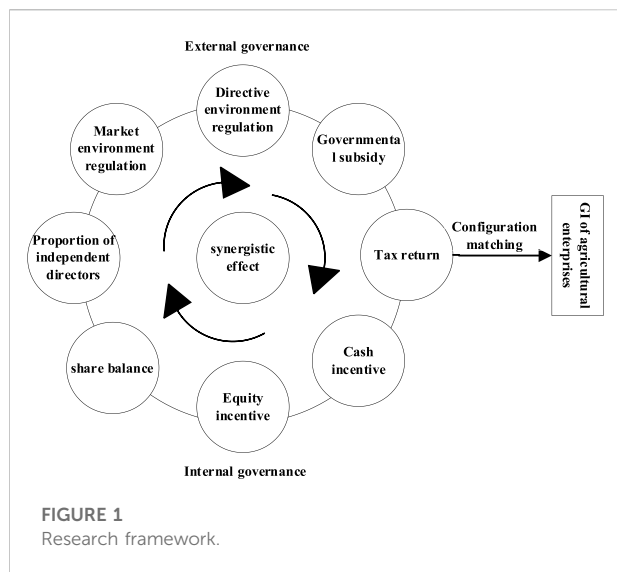 External governance
Directive
environment
regulation
Market
environment
regulation
Governmenta
l subsidy
Proportion of
independent
directors
synergistic
effect
Tax return
Configuration
matching
GI of agricultural
enterprises
share balance
Cash
incentive
Equity
incentive
Internal governance
FIGURE 1
Research framework.